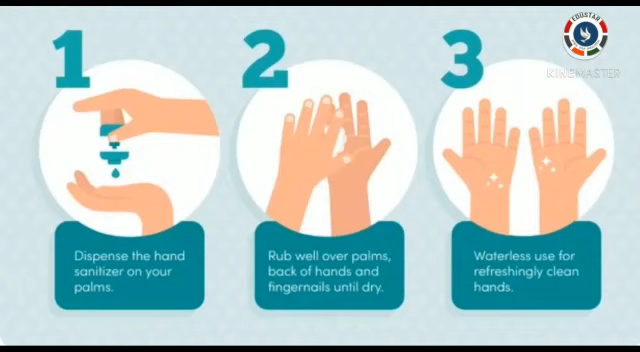 1
2
3
EDUSTAR
KINEMASTER
Dispense the hand
sanitizer on your
palms.
Rub well over palms,
back of hands and
fingernails until dry.
Waterless use for
refreshingly clean
hands.